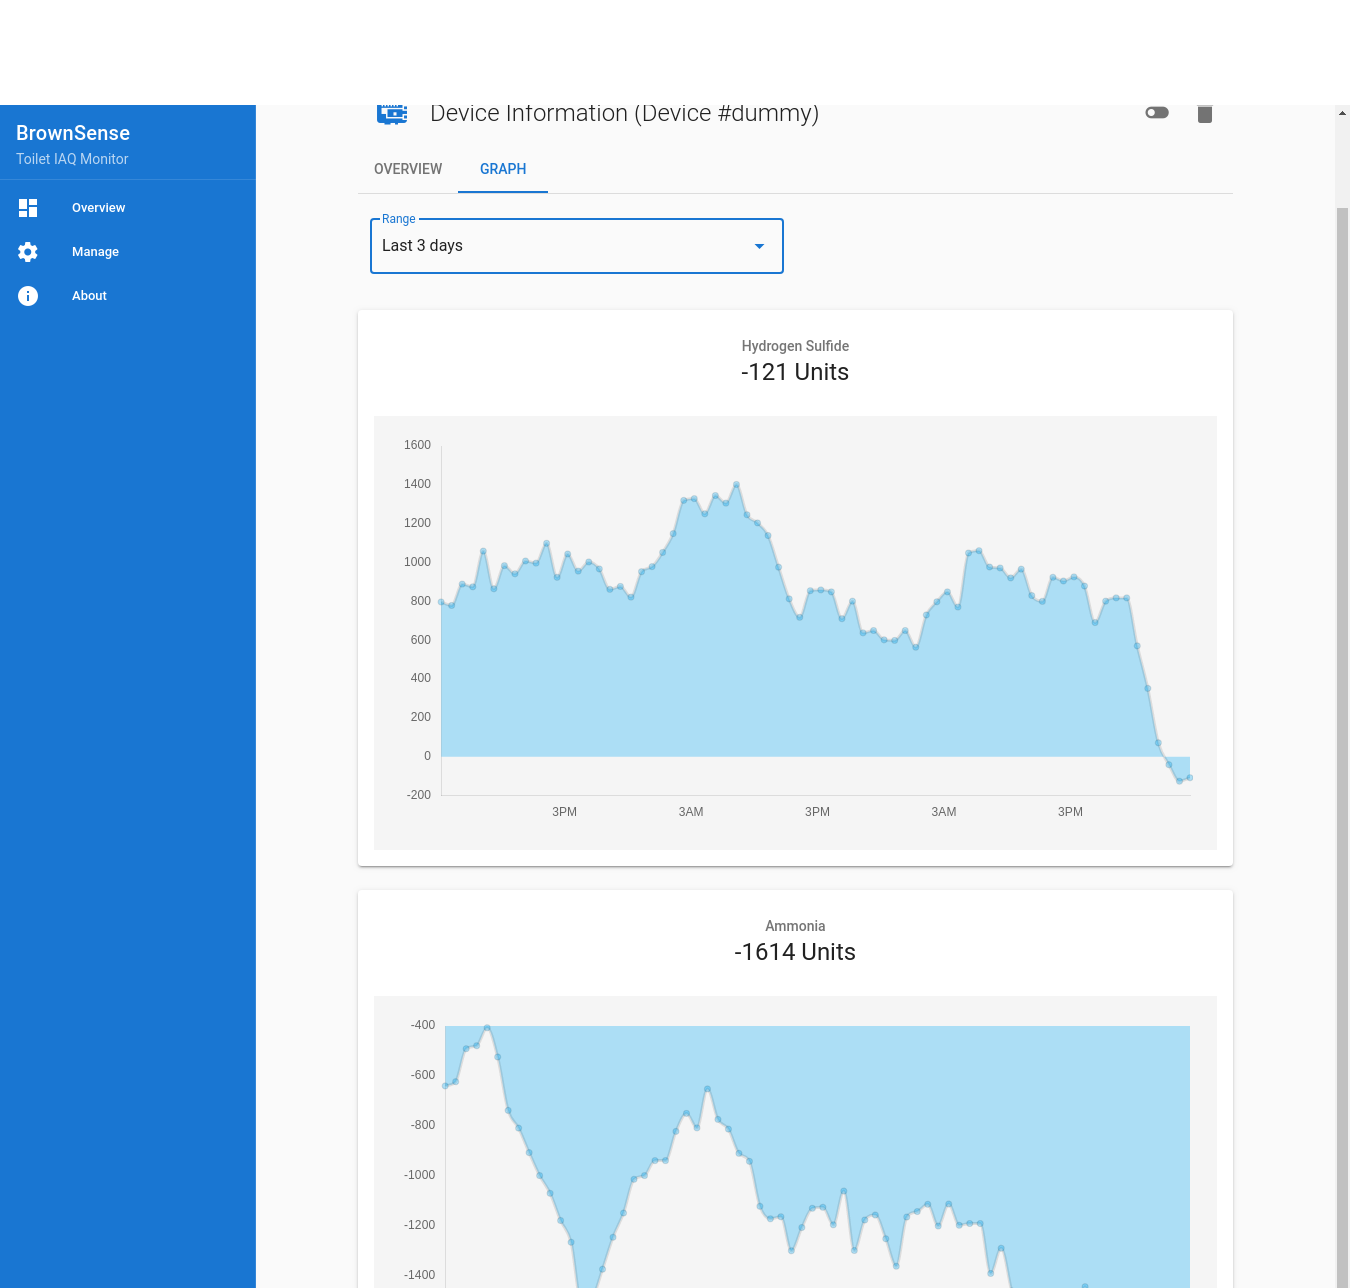 Device Information (Device #dummy)
BrownSense
Toilet IAQ Monitor
Overview
Manage
About
OVERVIEW
GRAPH
Range
Last 3 days
Hydrogen Sulfide
-121 Units
1600
1400
1200
1000
800
600
400
200
0
-200
3PM
3AM
3PM
3AM
3PM
Ammonia
-1614 Units
-400
-600
-800
-1000
-1200
-1400